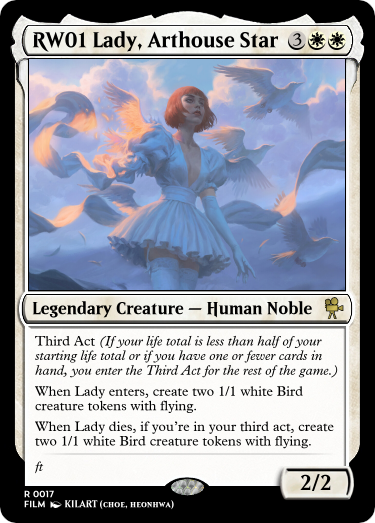 RW01 Lady, Arthouse Star 3
Legendary Creature — Human Noble
Third Act (If your life total is less than half of your
starting life total or if you have one or fewer cards in
hand, you enter the Third Act for the rest of the game.)
When Lady enters, create two 1/1 white Bird
creature tokens with flying.
When Lady dies, if you're in your third act, create
two 1/1 white Bird creature tokens with flying.
ft
2/2
R 0017
FILM KILART (CHOE, HEONHWA)